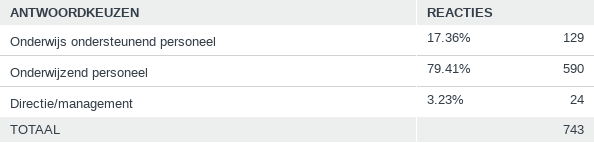 ANTWOORDKEUZEN REACTIES
Onderwijs ondersteunend personeel 17.36% 129
Onderwijzend personeel 79.41% 590
Directie/management 3.23% 24
TOTAAL 743